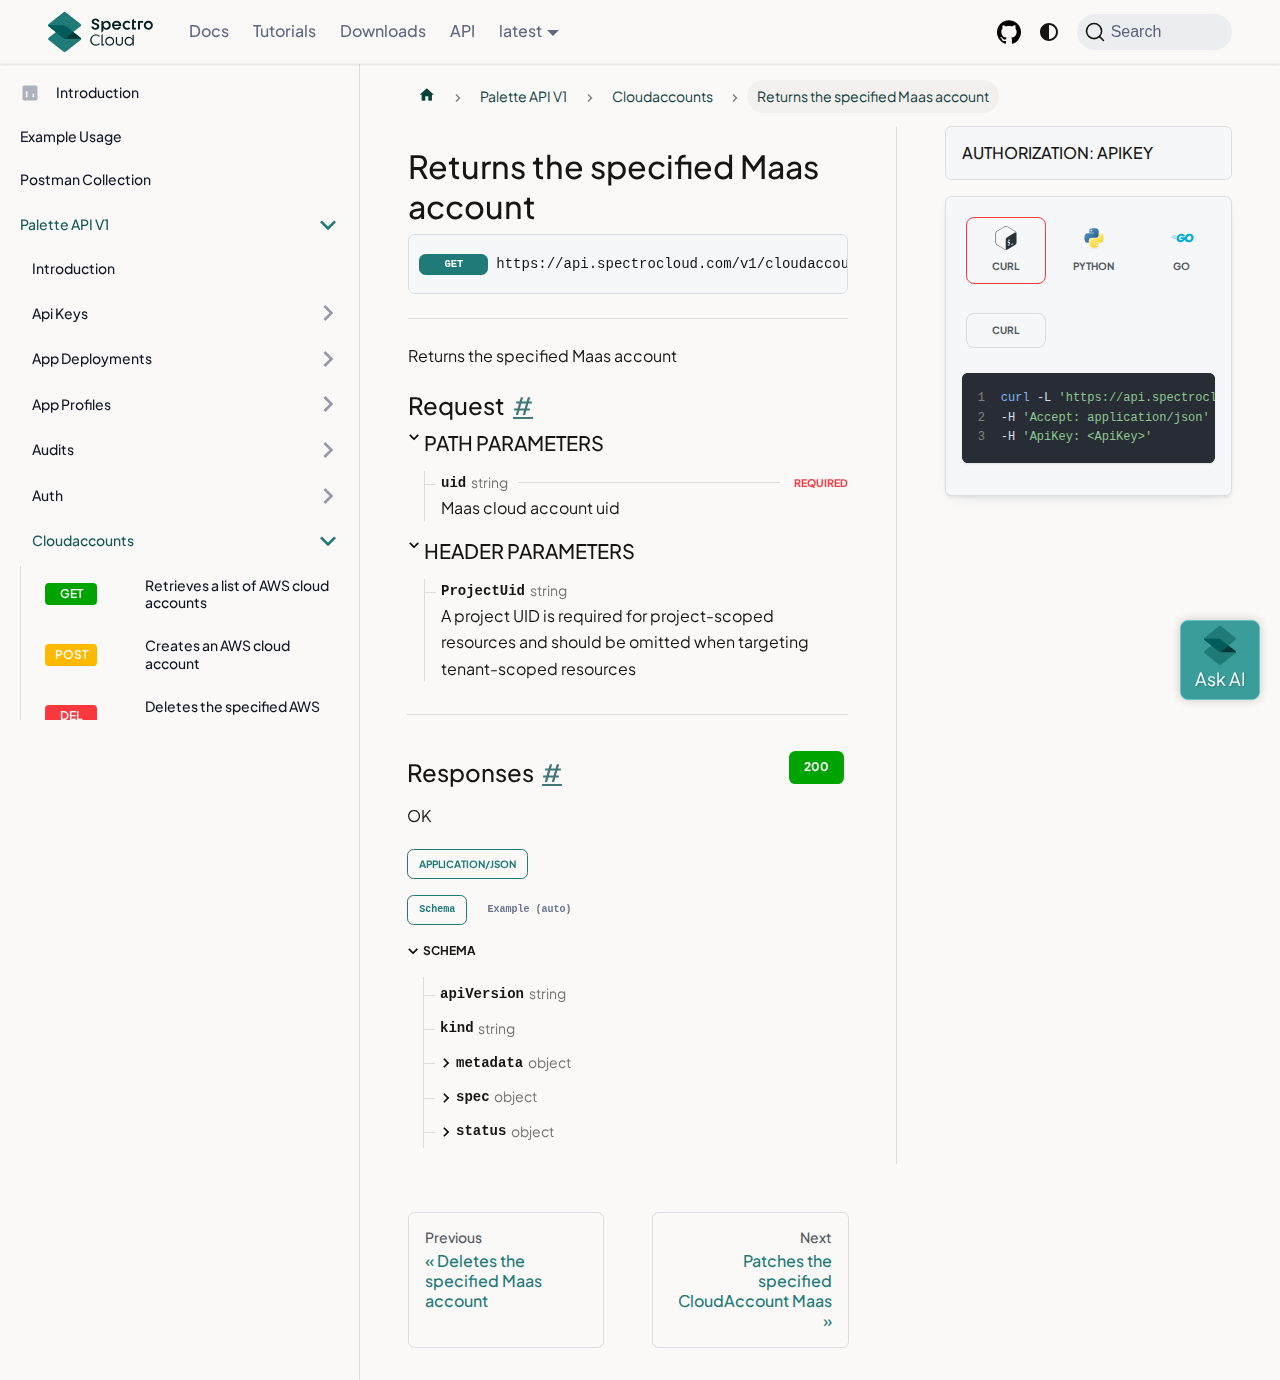 Spectro
Cloud
Docs
Tutorials
Downloads
API
latest
Search
Introduction
Example Usage
Postman Collection
Palette API V1
Introduction
Api Keys
App Deployments
App Profiles
Audits
Auth
Cloudaccounts
GET
Retrieves a list of AWS cloud
accounts
POST
Creates an AWS cloud
account
DEL
Deletes the specified AWS
Palette API V1
Cloudaccounts
Returns the specified Maas account
Returns the specified Maas
account
GET
https://api.spectrocloud.com/v1/cloudaccou
Returns the specified Maas account
Request #
PATH PARAMETERS
uid string
REQUIRED
Maas cloud account uid
HEADER PARAMETERS
ProjectUid string
A project UID is required for project-scoped
resources and should be omitted when targeting
tenant-scoped resources
Responses #
200
OK
APPLICATION/JSON
Schema
Example (auto)
SCHEMA
apiVersion string
kind string
metadata object
spec object
status object
Previous
« Deletes the
specified Maas
account
Next
Patches the
specified
CloudAccount Maas
»
AUTHORIZATION: APIKEY
CURL
PYTHON
GO
CURL
1 curl -L 'https://api.spectrocl
2 -H 'Accept: application/json'
3 -H 'ApiKey: <ApiKey>'
Ask AI